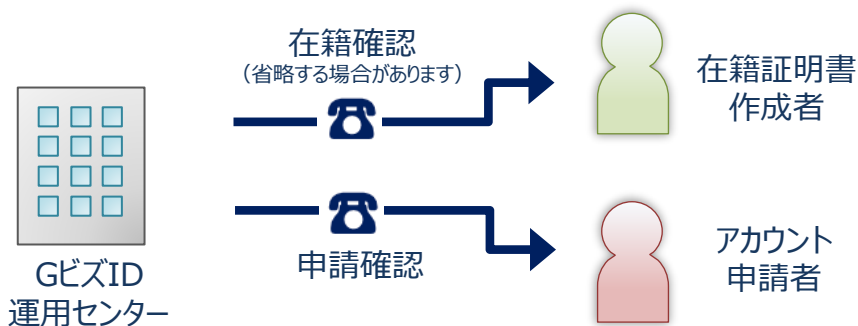 在籍確認
（省略する場合があります）
在籍証明書
作成者
GビズID
運用センター
申請確認
アカウント
申請者